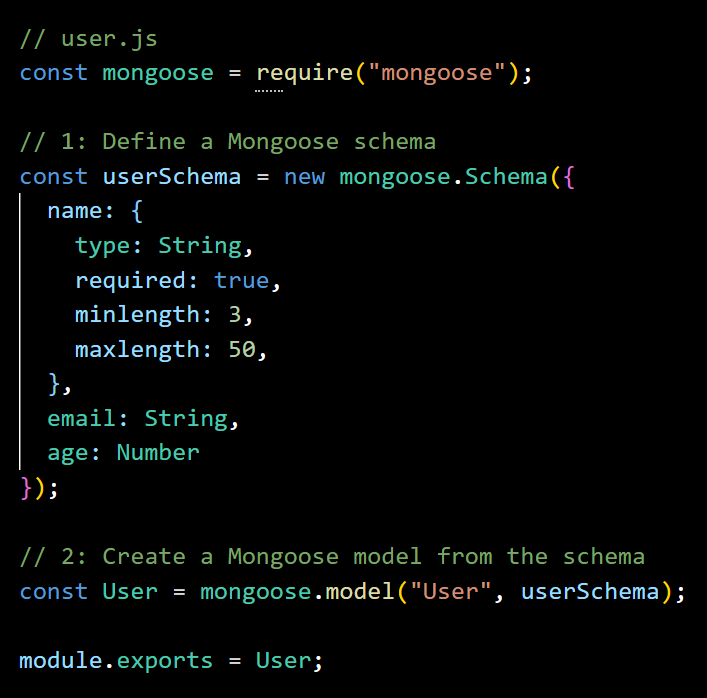 // user.js
const mongoose = require("mongoose");
// 1: Define a Mongoose schema
const userSchema = new mongoose.Schema({
name: {
type: String,
required: true,
minlength: 3,
maxlength: 50,
},
email: String,
age: Number
});
// 2: Create a Mongoose model from the schema
const User = mongoose.model("User", userSchema);
module.exports = User;